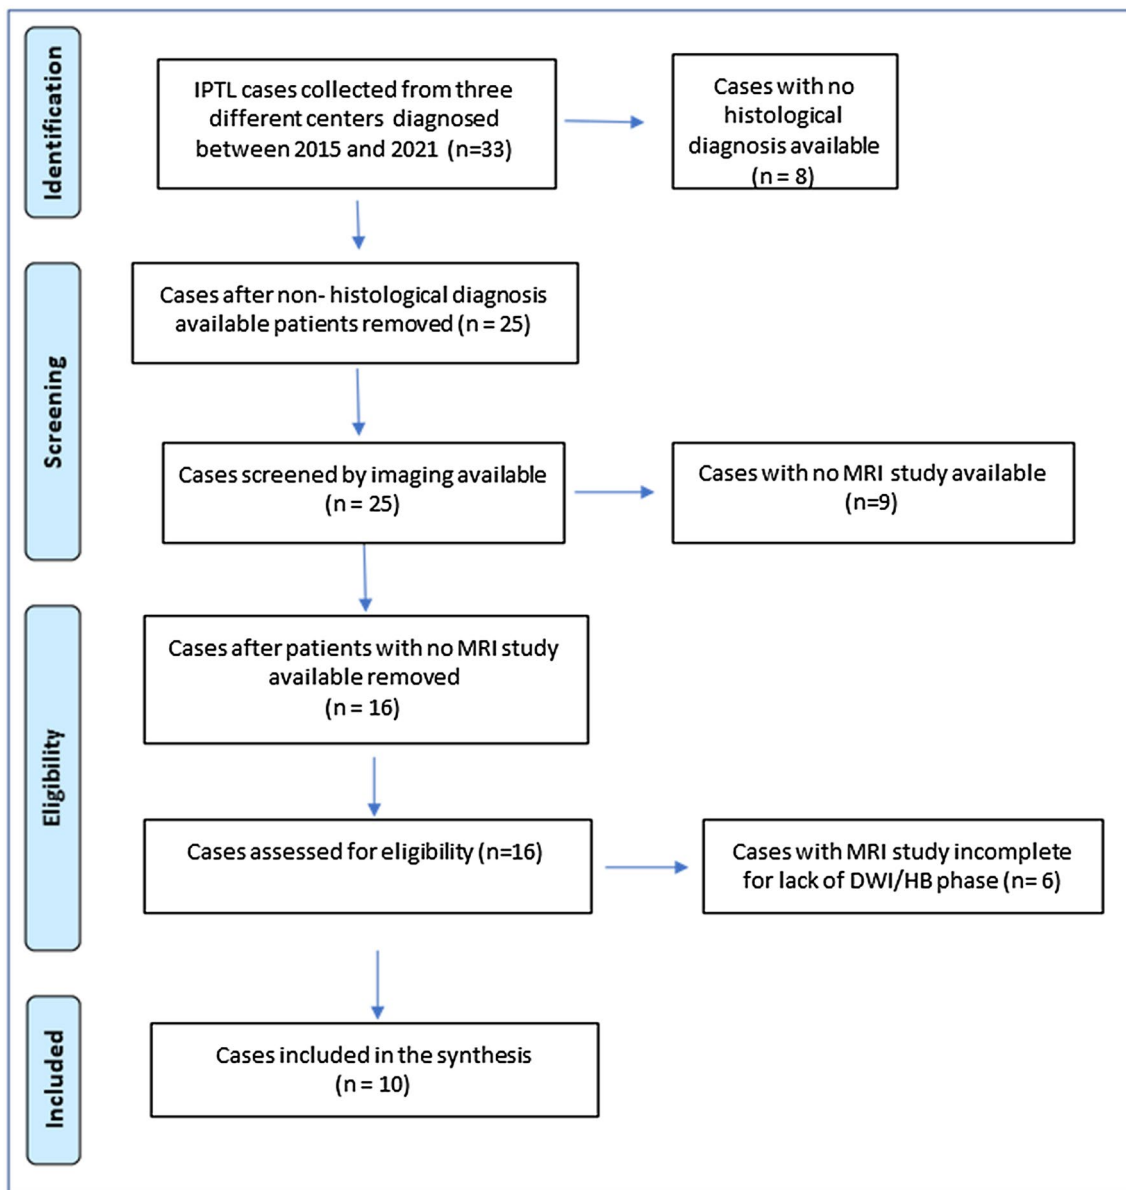 Identification
IPTL cases collected from three
different centers diagnosed
between 2015 and 2021 (n=33)
Cases with no
histological
diagnosis available
(n = 8)
Screening
Cases after non- histological diagnosis
available patients removed (n = 25)
Cases screened by imaging available
(n = 25)
Cases with no MRI study available
(n=9)
Eligibility
Cases after patients with no MRI study
available removed
(n = 16)
Cases assessed for eligibility (n=16)
Cases with MRI study incomplete
for lack of DWI/HB phase (n= 6)
Included
Cases included in the synthesis
(n = 10)